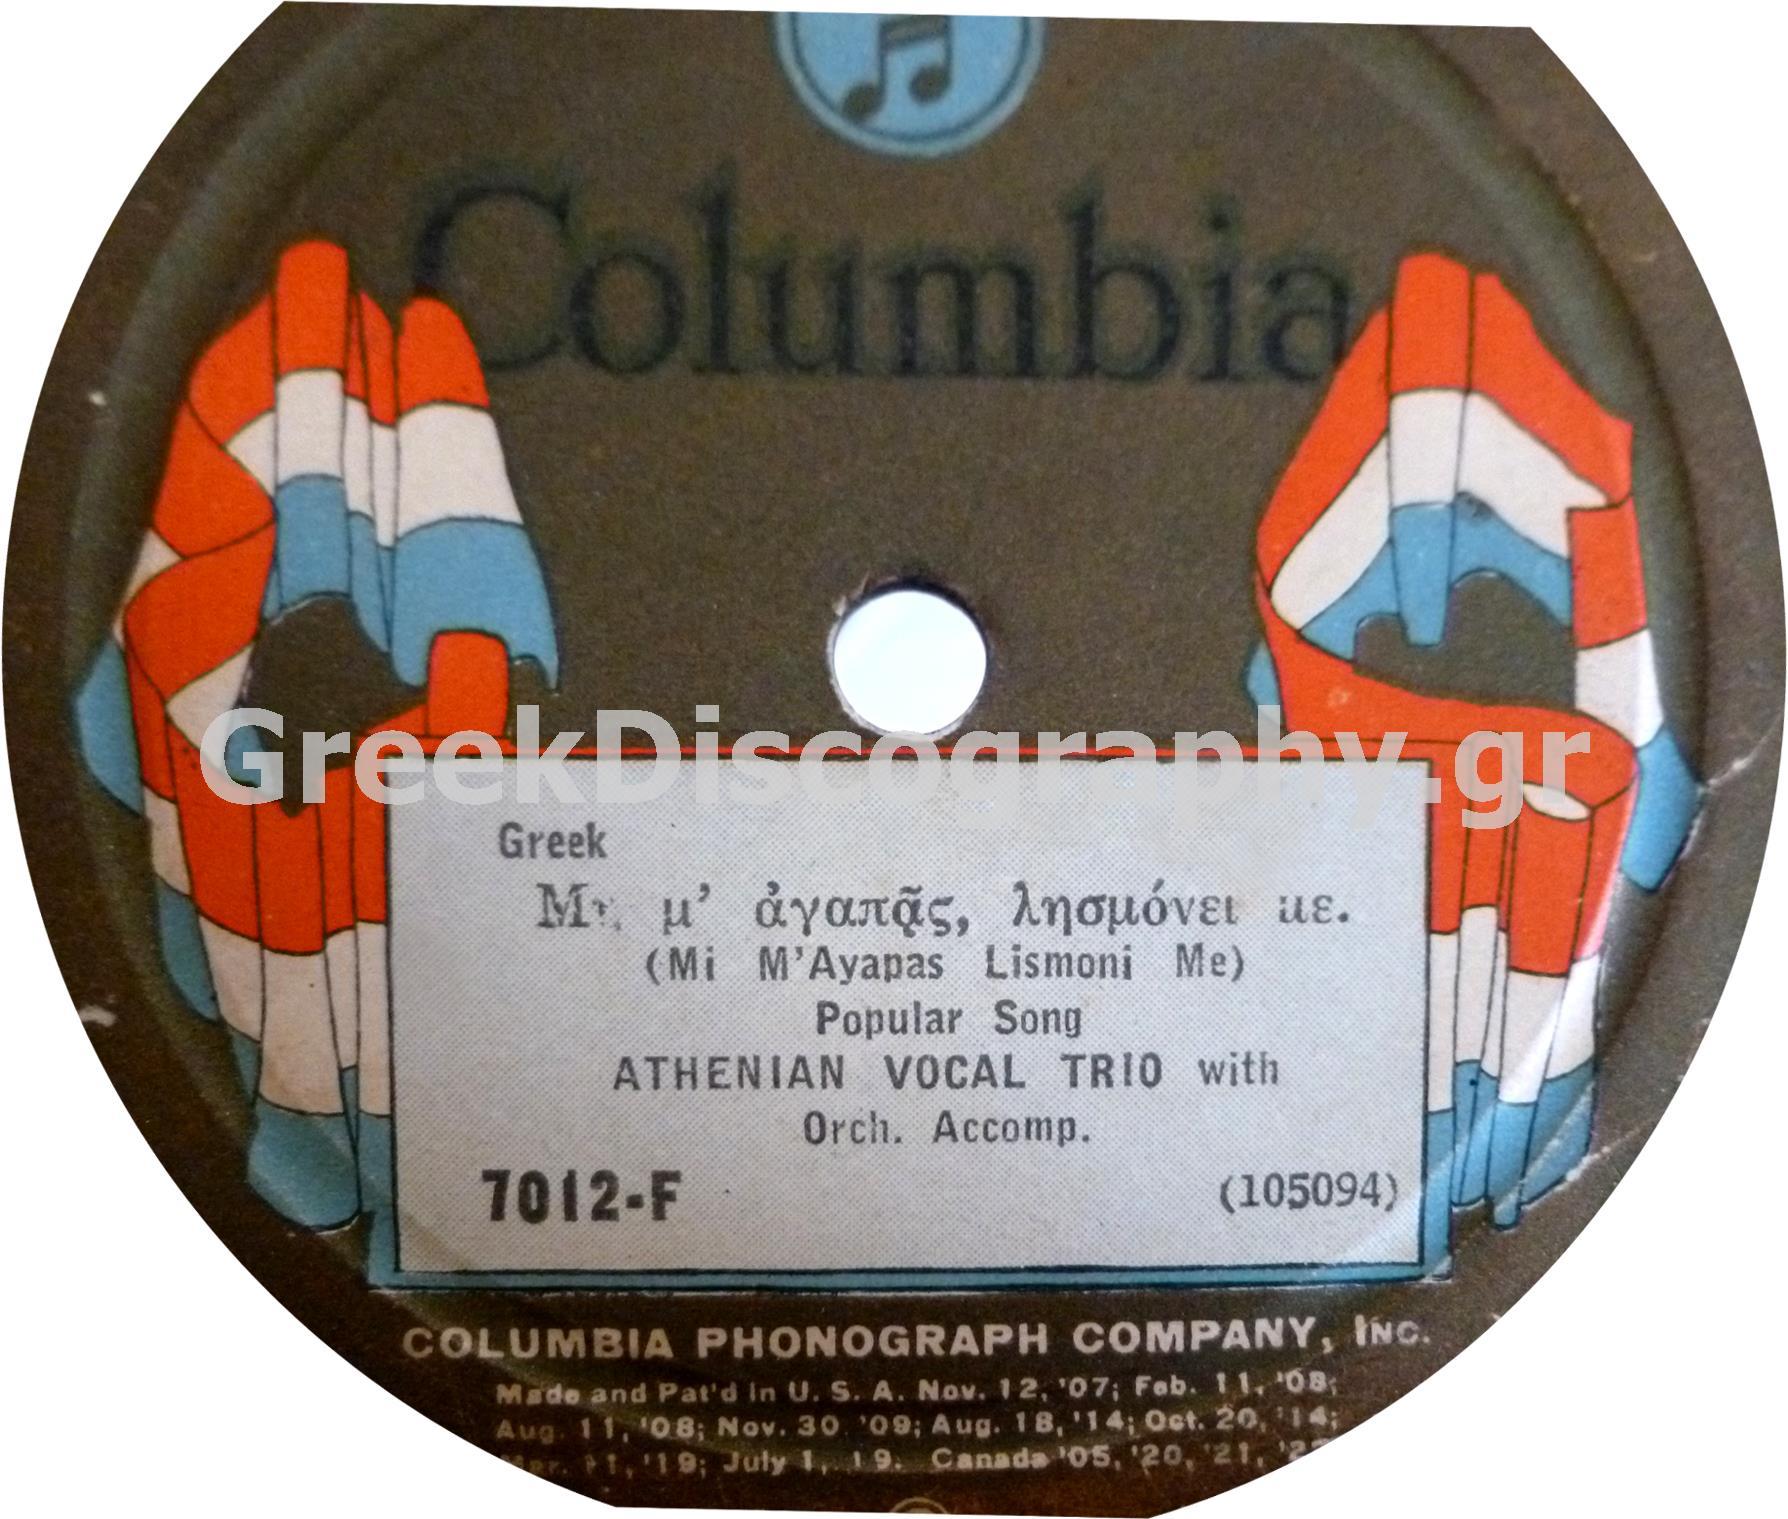 Columbia
GreekDiscography.gr
Greek
Μη μ' ἀγαπᾷς, λησμόνει με.
(Mi M'Ayapas Lismoni Me)
Popular Song
ATHENIAN VOCAL TRIO with
Orch. Accomp.
7012-F (105094)
COLUMBIA PHONOGRAPH COMPANY, INC.
Made and Pat'd in U. S. A. Nov. 12, '07; Feb. 11, '08;
Aug. 11, '08; Nov. 30 '09; Aug. 18, '14; Oct. 20, '14;
Mar. 11, '19; July 1, 19. Canada '05, '20, '21,